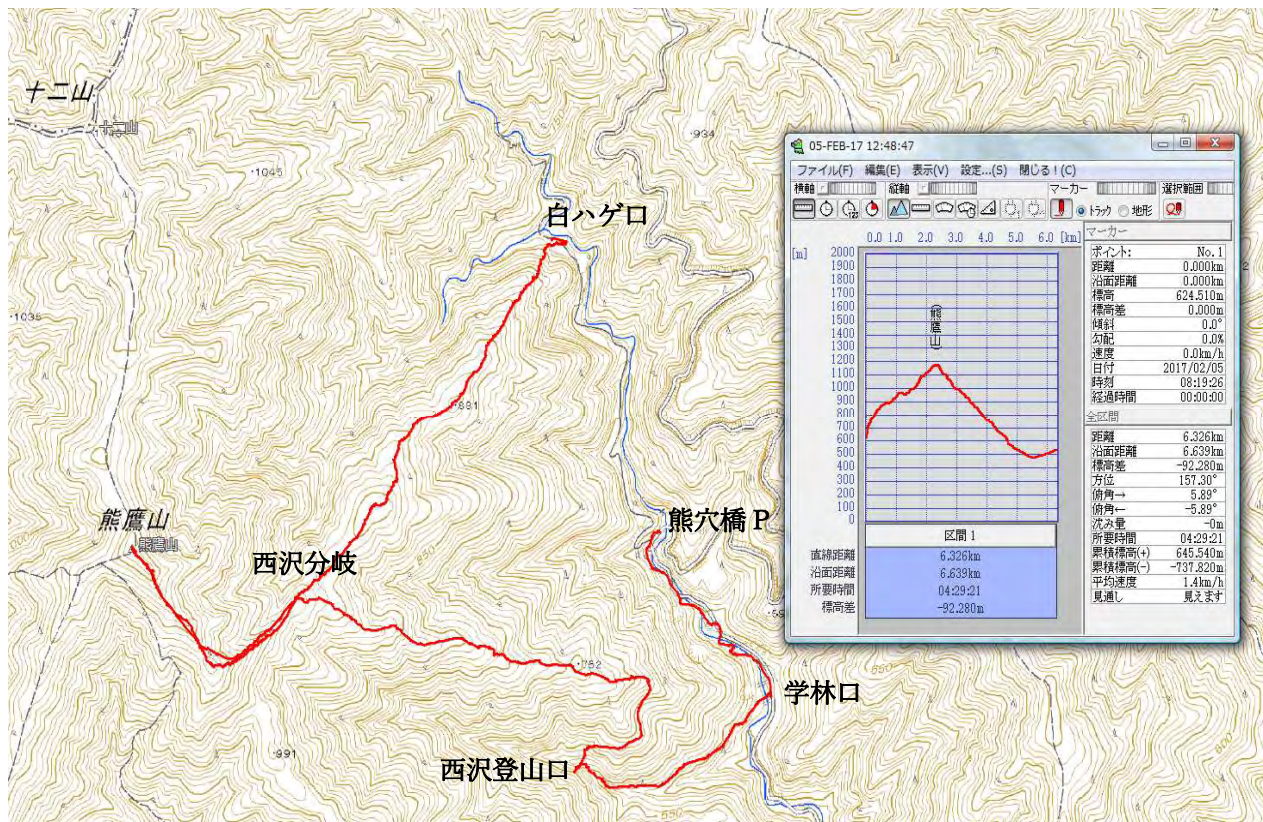 十二山
十二山
・1045
・934
白ハゲ口
・1035
・881
熊鷹山
熊鷹山
西沢分岐
650
熊穴橋 P
・752
学林口
西沢登山口
・991
550
600
550
05-FEB-17 12:48:47
ファイル(F) 編集(E) 表示(V) 設定...(S) 閉じる！(C)
横軸 縦軸 マーカー 選択範囲
トラック 地形
0.0 1.0 2.0 3.0 4.0 5.0 6.0 [km]
[m] 2000
1900
1800
1700
1600
1500
1400
1300
1200
1100
1000
900
800
700
600
500
400
300
200
100
0
(熊鷹山)
区間 1
直線距離 6.326km
沿面距離 6.639km
所要時間 04:29:21
標高差 -92.280m
マーカー
ポイント: No. 1
距離 0.000km
沿面距離 0.000km
標高 624.510m
標高差 0.000m
傾斜 0.0°
勾配 0.0%
速度 0.0km/h
日付 2017/02/05
時刻 08:19:26
経過時間 00:00:00
全区間
距離 6.326km
沿面距離 6.639km
標高差 -92.280m
方位 157.30°
俯角→ 5.89°
俯角← -5.89°
沈み量 -0m
所要時間 04:29:21
累積標高(+) 645.540m
累積標高(-) -737.820m
平均速度 1.4km/h
見通し 見えます